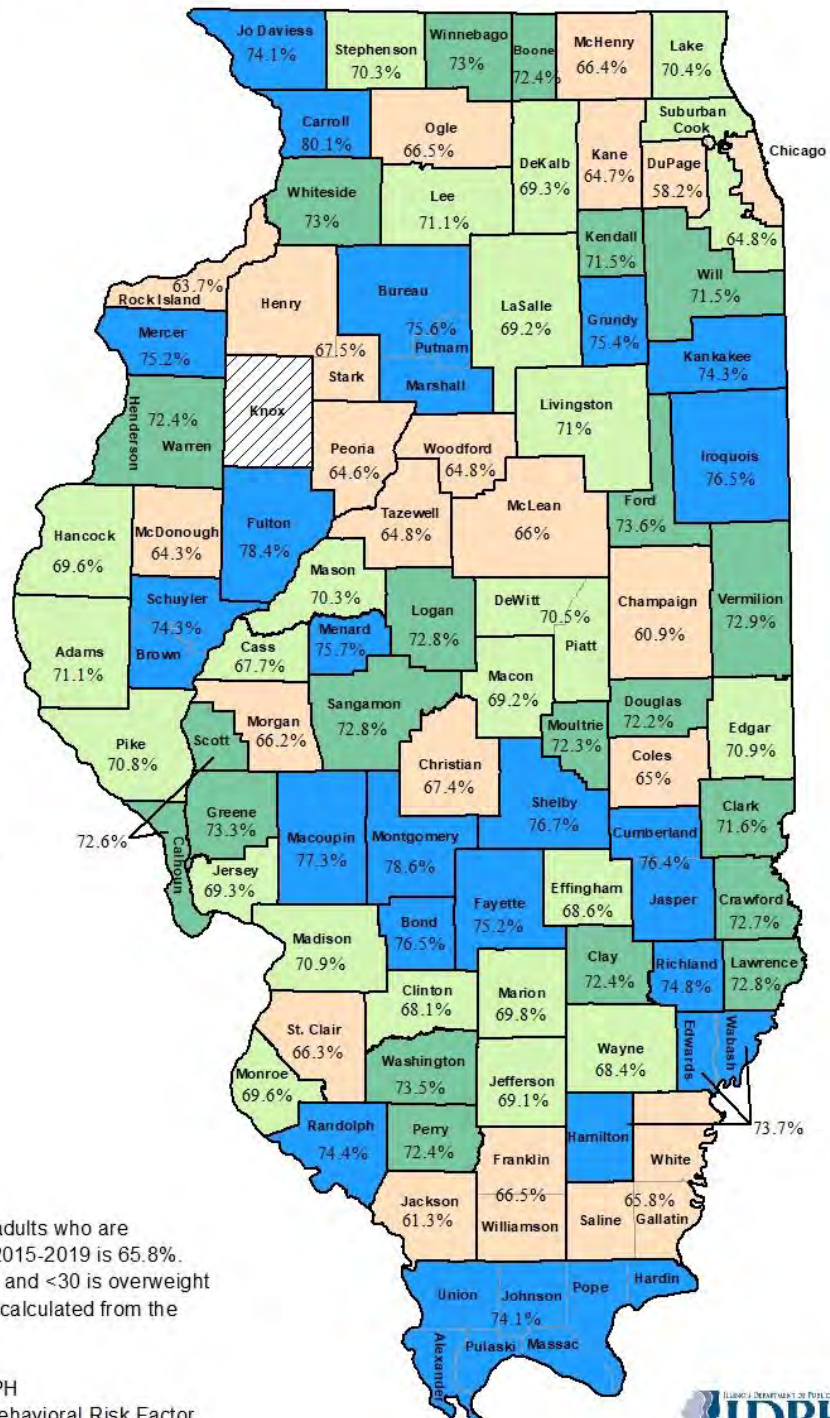 Jo Daviess
74.1%
Stephenson
70.3%
Winnebago
73%
Boone
72.4%
McHenry
66.4%
Lake
70.4%
Carroll
80.1%
Ogle
66.5%
DeKalb
69.3%
Kane
64.7%
DuPage
58.2%
Suburban
Cook
64.8%
Chicago
Whiteside
73%
Lee
71.1%
Kendall
71.5%
Will
71.5%
63.7%
Rock Island
Henry
67.5%
Stark
Bureau
75.6%
Putnam
Marshall
LaSalle
69.2%
Grundy
75.4%
Kankakee
74.3%
Mercer
75.2%
Knox
Henderson
72.4%
Warren
Peoria
64.6%
Woodford
64.8%
Livingston
71%
Iroquois
76.5%
Ford
73.6%
Hancock
69.6%
McDonough
64.3%
Fulton
78.4%
Tazewell
64.8%
McLean
66%
Mason
70.3%
Schuyler
74.3%
Brown
Adams
71.1%
Cass
67.7%
Menard
75.7%
Logan
72.8%
DeWitt
70.5%
Piatt
Champaign
60.9%
Vermilion
72.9%
Macon
69.2%
Douglas
72.2%
Edgar
70.9%
Pike
70.8%
Scott
Morgan
66.2%
Sangamon
72.8%
Christian
67.4%
Moultrie
72.3%
Coles
65%
Shelby
76.7%
Clark
71.6%
72.6%
Calhoun
Greene
73.3%
Jersey
69.3%
Macoupin
77.3%
Montgomery
78.6%
Cumberland
76.4%
Jasper
Effingham
68.6%
Fayette
75.2%
Crawford
72.7%
Bond
76.5%
Madison
70.9%
Clay
72.4%
Richland
74.8%
Lawrence
72.8%
Clinton
68.1%
Marion
69.8%
St. Clair
66.3%
Monroe
69.6%
Washington
73.5%
Jefferson
69.1%
Wayne
68.4%
Edwards
Wabash
73.7%
Randolph
74.4%
Perry
72.4%
Hamilton
White
Franklin
66.5%
Williamson
Jackson
61.3%
65.8%
Saline
Gallatin
Union
Johnson
74.1%
Pope
Hardin
Alexander
Pulaski
Massac
adults who are
2015-2019 is 65.8%.
and <30 is overweight
calculated from the
PH
ehavioral Risk Factor
ILLINOIS DEPARTMENT OF PUBLIC
IDPH